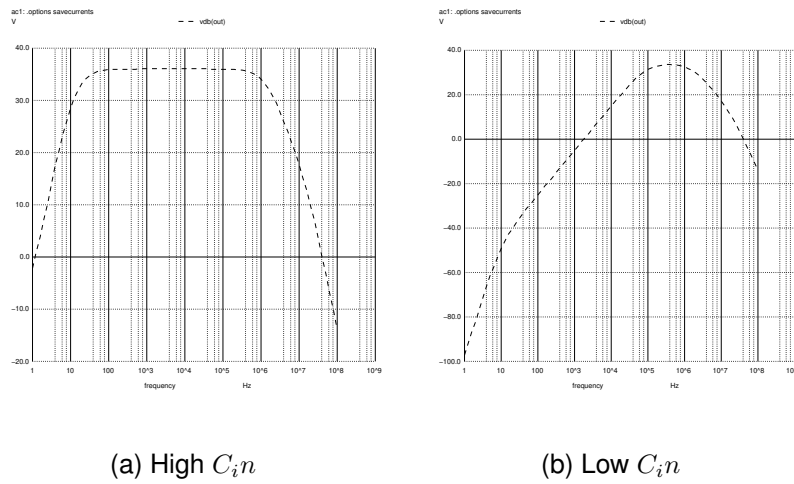 ac1: .options savecurrents
V
vdb(out)
40.0
30.0
20.0
10.0
0.0
−10.0
−20.0
1 10 100 10^3 10^4 10^5 10^6 10^7 10^8 10^9
frequency Hz
(a) High C_in
ac1: .options savecurrents
V
vdb(out)
40.0
20.0
0.0
−20.0
−40.0
−60.0
−80.0
−100.0
1 10 100 10^3 10^4 10^5 10^6 10^7 10^8
frequency Hz
(b) Low C_in